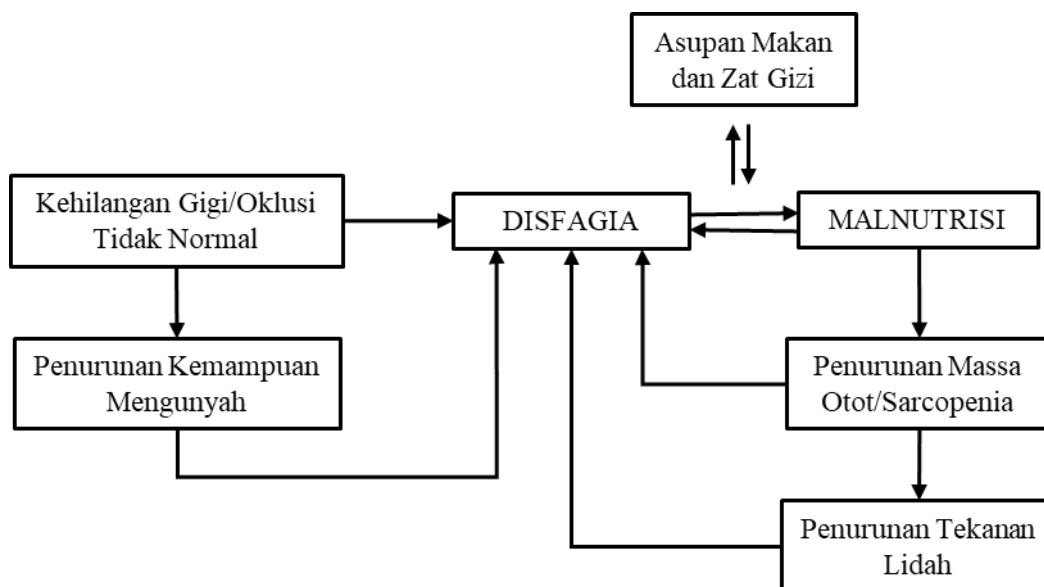 Asupan Makan
dan Zat Gizi
Kehilangan Gigi/Oklusi
Tidak Normal
DISFAGIA
MALNUTRISI
Penurunan Kemampuan
Mengunyah
Penurunan Massa
Otot/Sarcopenia
Penurunan Tekanan
Lidah